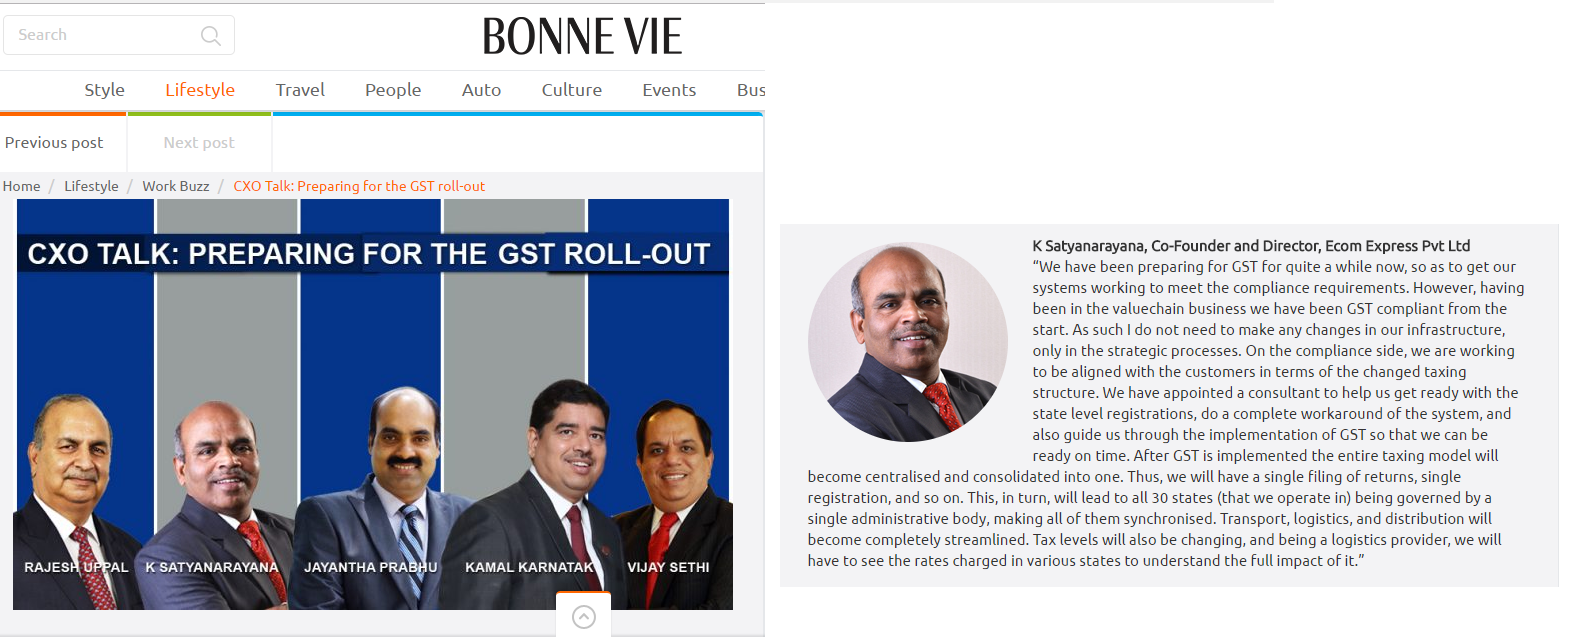 Search
BONNE VIE
Style Lifestyle Travel People Auto Culture Events Bus
Previous post Next post
Home / Lifestyle / Work Buzz / CXO Talk: Preparing for the GST roll-out
CXO TALK: PREPARING FOR THE GST ROLL-OUT
RAJESH UPPAL K SATYANARAYANA JAYANTHA PRABHU KAMAL KARNATAK VIJAY SETHI
K Satyanarayana, Co-Founder and Director, Ecom Express Pvt Ltd
“We have been preparing for GST for quite a while now, so as to get our
systems working to meet the compliance requirements. However, having
been in the valuechain business we have been GST compliant from the
start. As such I do not need to make any changes in our infrastructure,
only in the strategic processes. On the compliance side, we are working
to be aligned with the customers in terms of the changed taxing
structure. We have appointed a consultant to help us get ready with the
state level registrations, do a complete workaround of the system, and
also guide us through the implementation of GST so that we can be
ready on time. After GST is implemented the entire taxing model will
become centralised and consolidated into one. Thus, we will have a single filing of returns, single
registration, and so on. This, in turn, will lead to all 30 states (that we operate in) being governed by a
single administrative body, making all of them synchronised. Transport, logistics, and distribution will
become completely streamlined. Tax levels will also be changing, and being a logistics provider, we will
have to see the rates charged in various states to understand the full impact of it.”